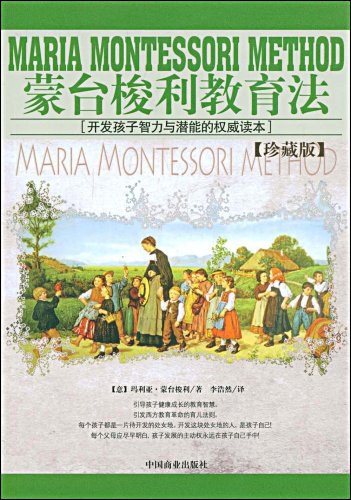 MARIA MONTESSORI METHOD
蒙台梭利教育法
[开发孩子智力与潜能的权威读本]
【珍藏版】
MARIA MONTESSORI METHOD
【意】玛利亚·蒙台梭利/著 李浩然/译
引导孩子健康成长的教育智慧,
引发西方教育革命的育儿法则。
每个孩子都是一片待开发的处女地,开发这块处女地的人,是孩子自己!
每个父母应尽早明白,孩子发展的主动权永远在孩子自己手中!
中国商业出版社